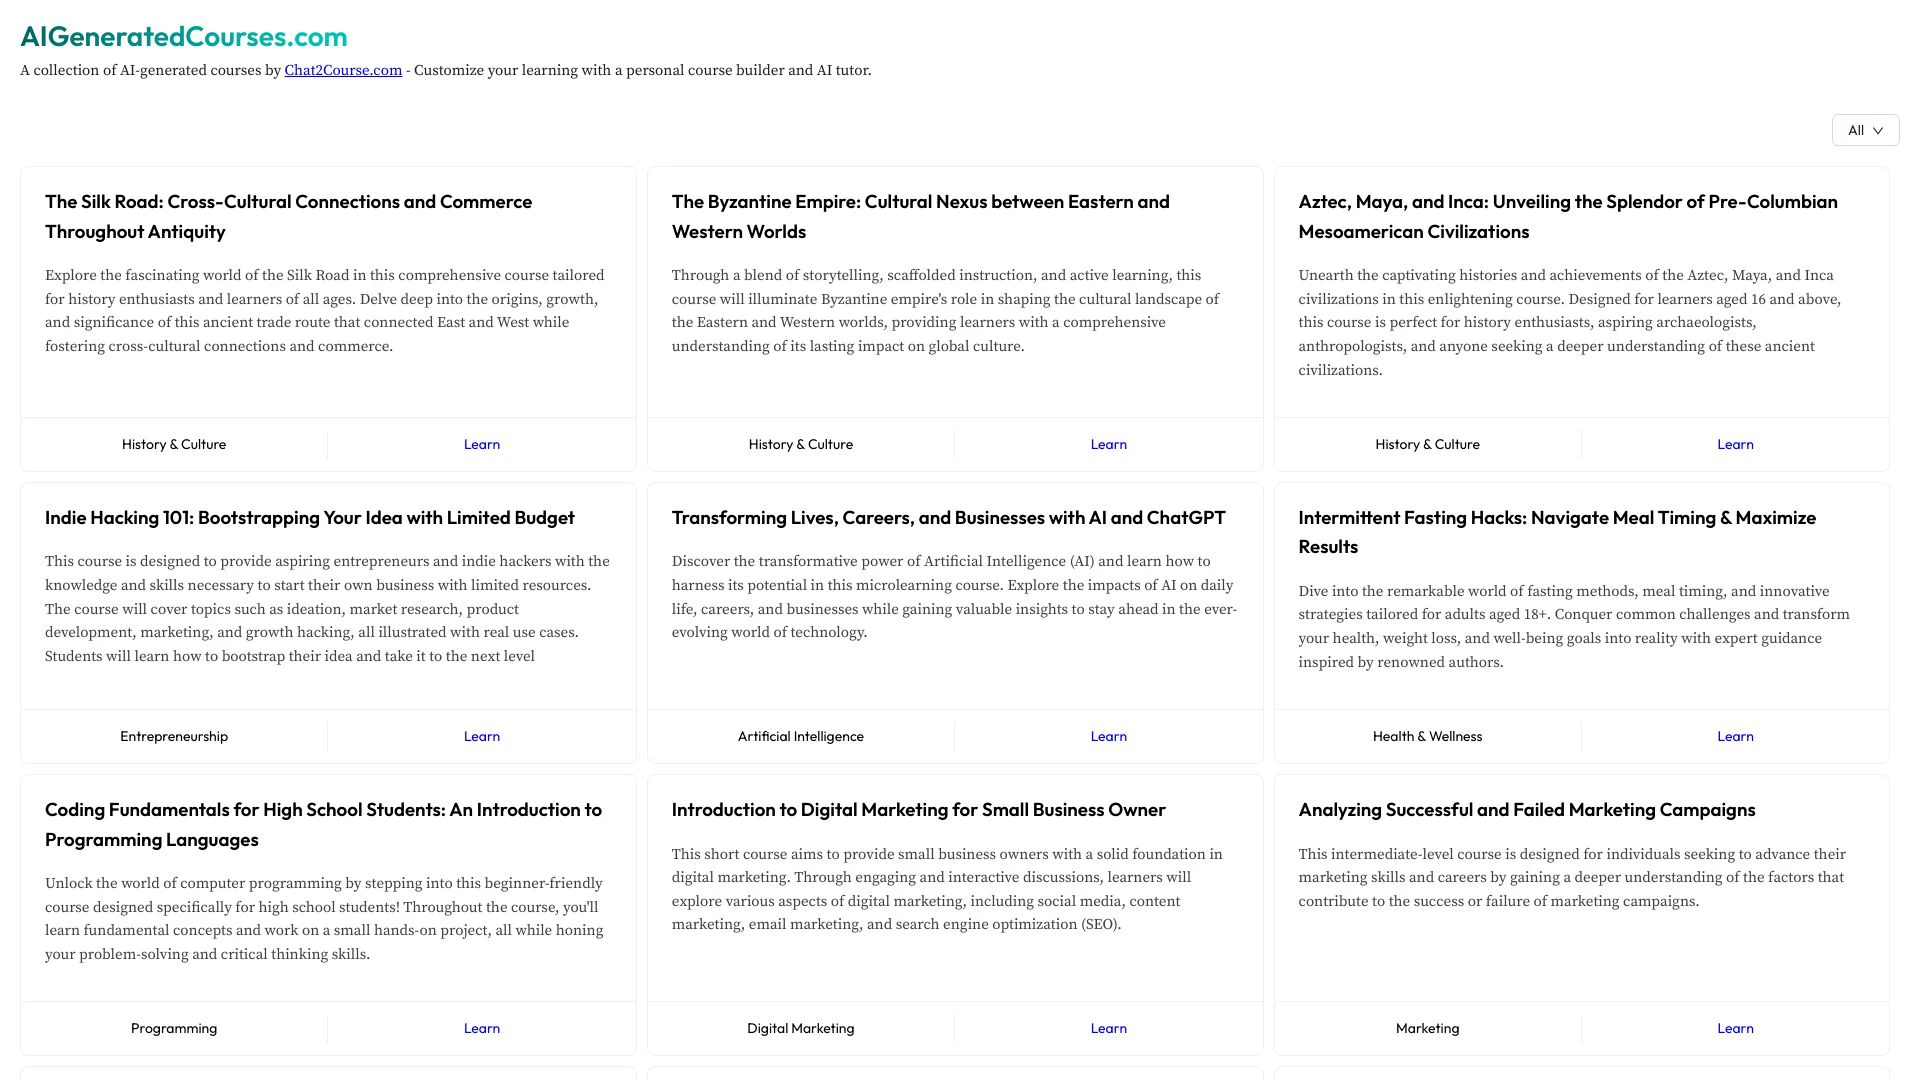 AIGeneratedCourses.com
A collection of AI-generated courses by Chat2Course.com - Customize your learning with a personal course builder and AI tutor.
All
The Silk Road: Cross-Cultural Connections and Commerce
Throughout Antiquity
Explore the fascinating world of the Silk Road in this comprehensive course tailored
for history enthusiasts and learners of all ages. Delve deep into the origins, growth,
and significance of this ancient trade route that connected East and West while
fostering cross-cultural connections and commerce.
History & Culture
Learn
The Byzantine Empire: Cultural Nexus between Eastern and
Western Worlds
Through a blend of storytelling, scaffolded instruction, and active learning, this
course will illuminate Byzantine empire's role in shaping the cultural landscape of
the Eastern and Western worlds, providing learners with a comprehensive
understanding of its lasting impact on global culture.
History & Culture
Learn
Aztec, Maya, and Inca: Unveiling the Splendor of Pre-Columbian
Mesoamerican Civilizations
Unearth the captivating histories and achievements of the Aztec, Maya, and Inca
civilizations in this enlightening course. Designed for learners aged 16 and above,
this course is perfect for history enthusiasts, aspiring archaeologists,
anthropologists, and anyone seeking a deeper understanding of these ancient
civilizations.
History & Culture
Learn
Indie Hacking 101: Bootstrapping Your Idea with Limited Budget
This course is designed to provide aspiring entrepreneurs and indie hackers with the
knowledge and skills necessary to start their own business with limited resources.
The course will cover topics such as ideation, market research, product
development, marketing, and growth hacking, all illustrated with real use cases.
Students will learn how to bootstrap their idea and take it to the next level
Entrepreneurship
Learn
Transforming Lives, Careers, and Businesses with AI and ChatGPT
Discover the transformative power of Artificial Intelligence (AI) and learn how to
harness its potential in this microlearning course. Explore the impacts of AI on daily
life, careers, and businesses while gaining valuable insights to stay ahead in the ever-
evolving world of technology.
Artificial Intelligence
Learn
Intermittent Fasting Hacks: Navigate Meal Timing & Maximize
Results
Dive into the remarkable world of fasting methods, meal timing, and innovative
strategies tailored for adults aged 18+. Conquer common challenges and transform
your health, weight loss, and well-being goals into reality with expert guidance
inspired by renowned authors.
Health & Wellness
Learn
Coding Fundamentals for High School Students: An Introduction to
Programming Languages
Unlock the world of computer programming by stepping into this beginner-friendly
course designed specifically for high school students! Throughout the course, you'll
learn fundamental concepts and work on a small hands-on project, all while honing
your problem-solving and critical thinking skills.
Programming
Learn
Introduction to Digital Marketing for Small Business Owner
This short course aims to provide small business owners with a solid foundation in
digital marketing. Through engaging and interactive discussions, learners will
explore various aspects of digital marketing, including social media, content
marketing, email marketing, and search engine optimization (SEO).
Digital Marketing
Learn
Analyzing Successful and Failed Marketing Campaigns
This intermediate-level course is designed for individuals seeking to advance their
marketing skills and careers by gaining a deeper understanding of the factors that
contribute to the success or failure of marketing campaigns.
Marketing
Learn